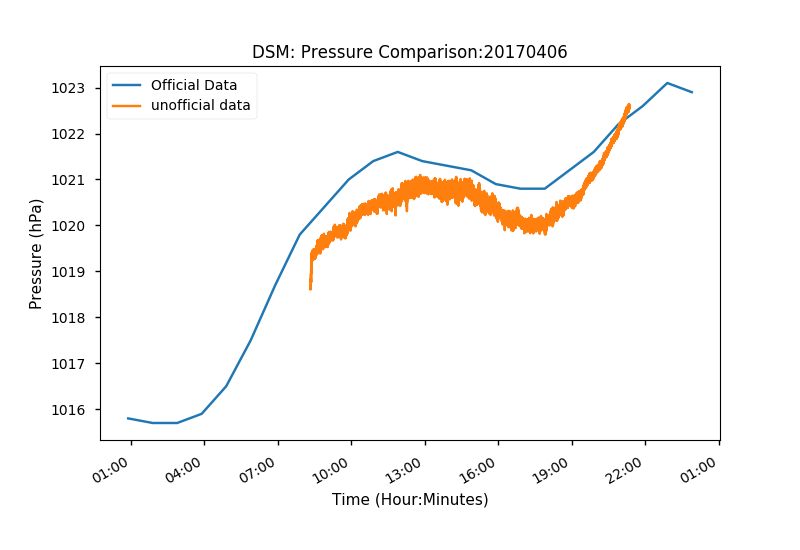 DSM: Pressure Comparison:20170406
Official Data
unofficial data
1023
1022
1021
1020
1019
1018
1017
1016
Pressure (hPa)
01:00 04:00 07:00 10:00 13:00 16:00 19:00 22:00 01:00
Time (Hour:Minutes)